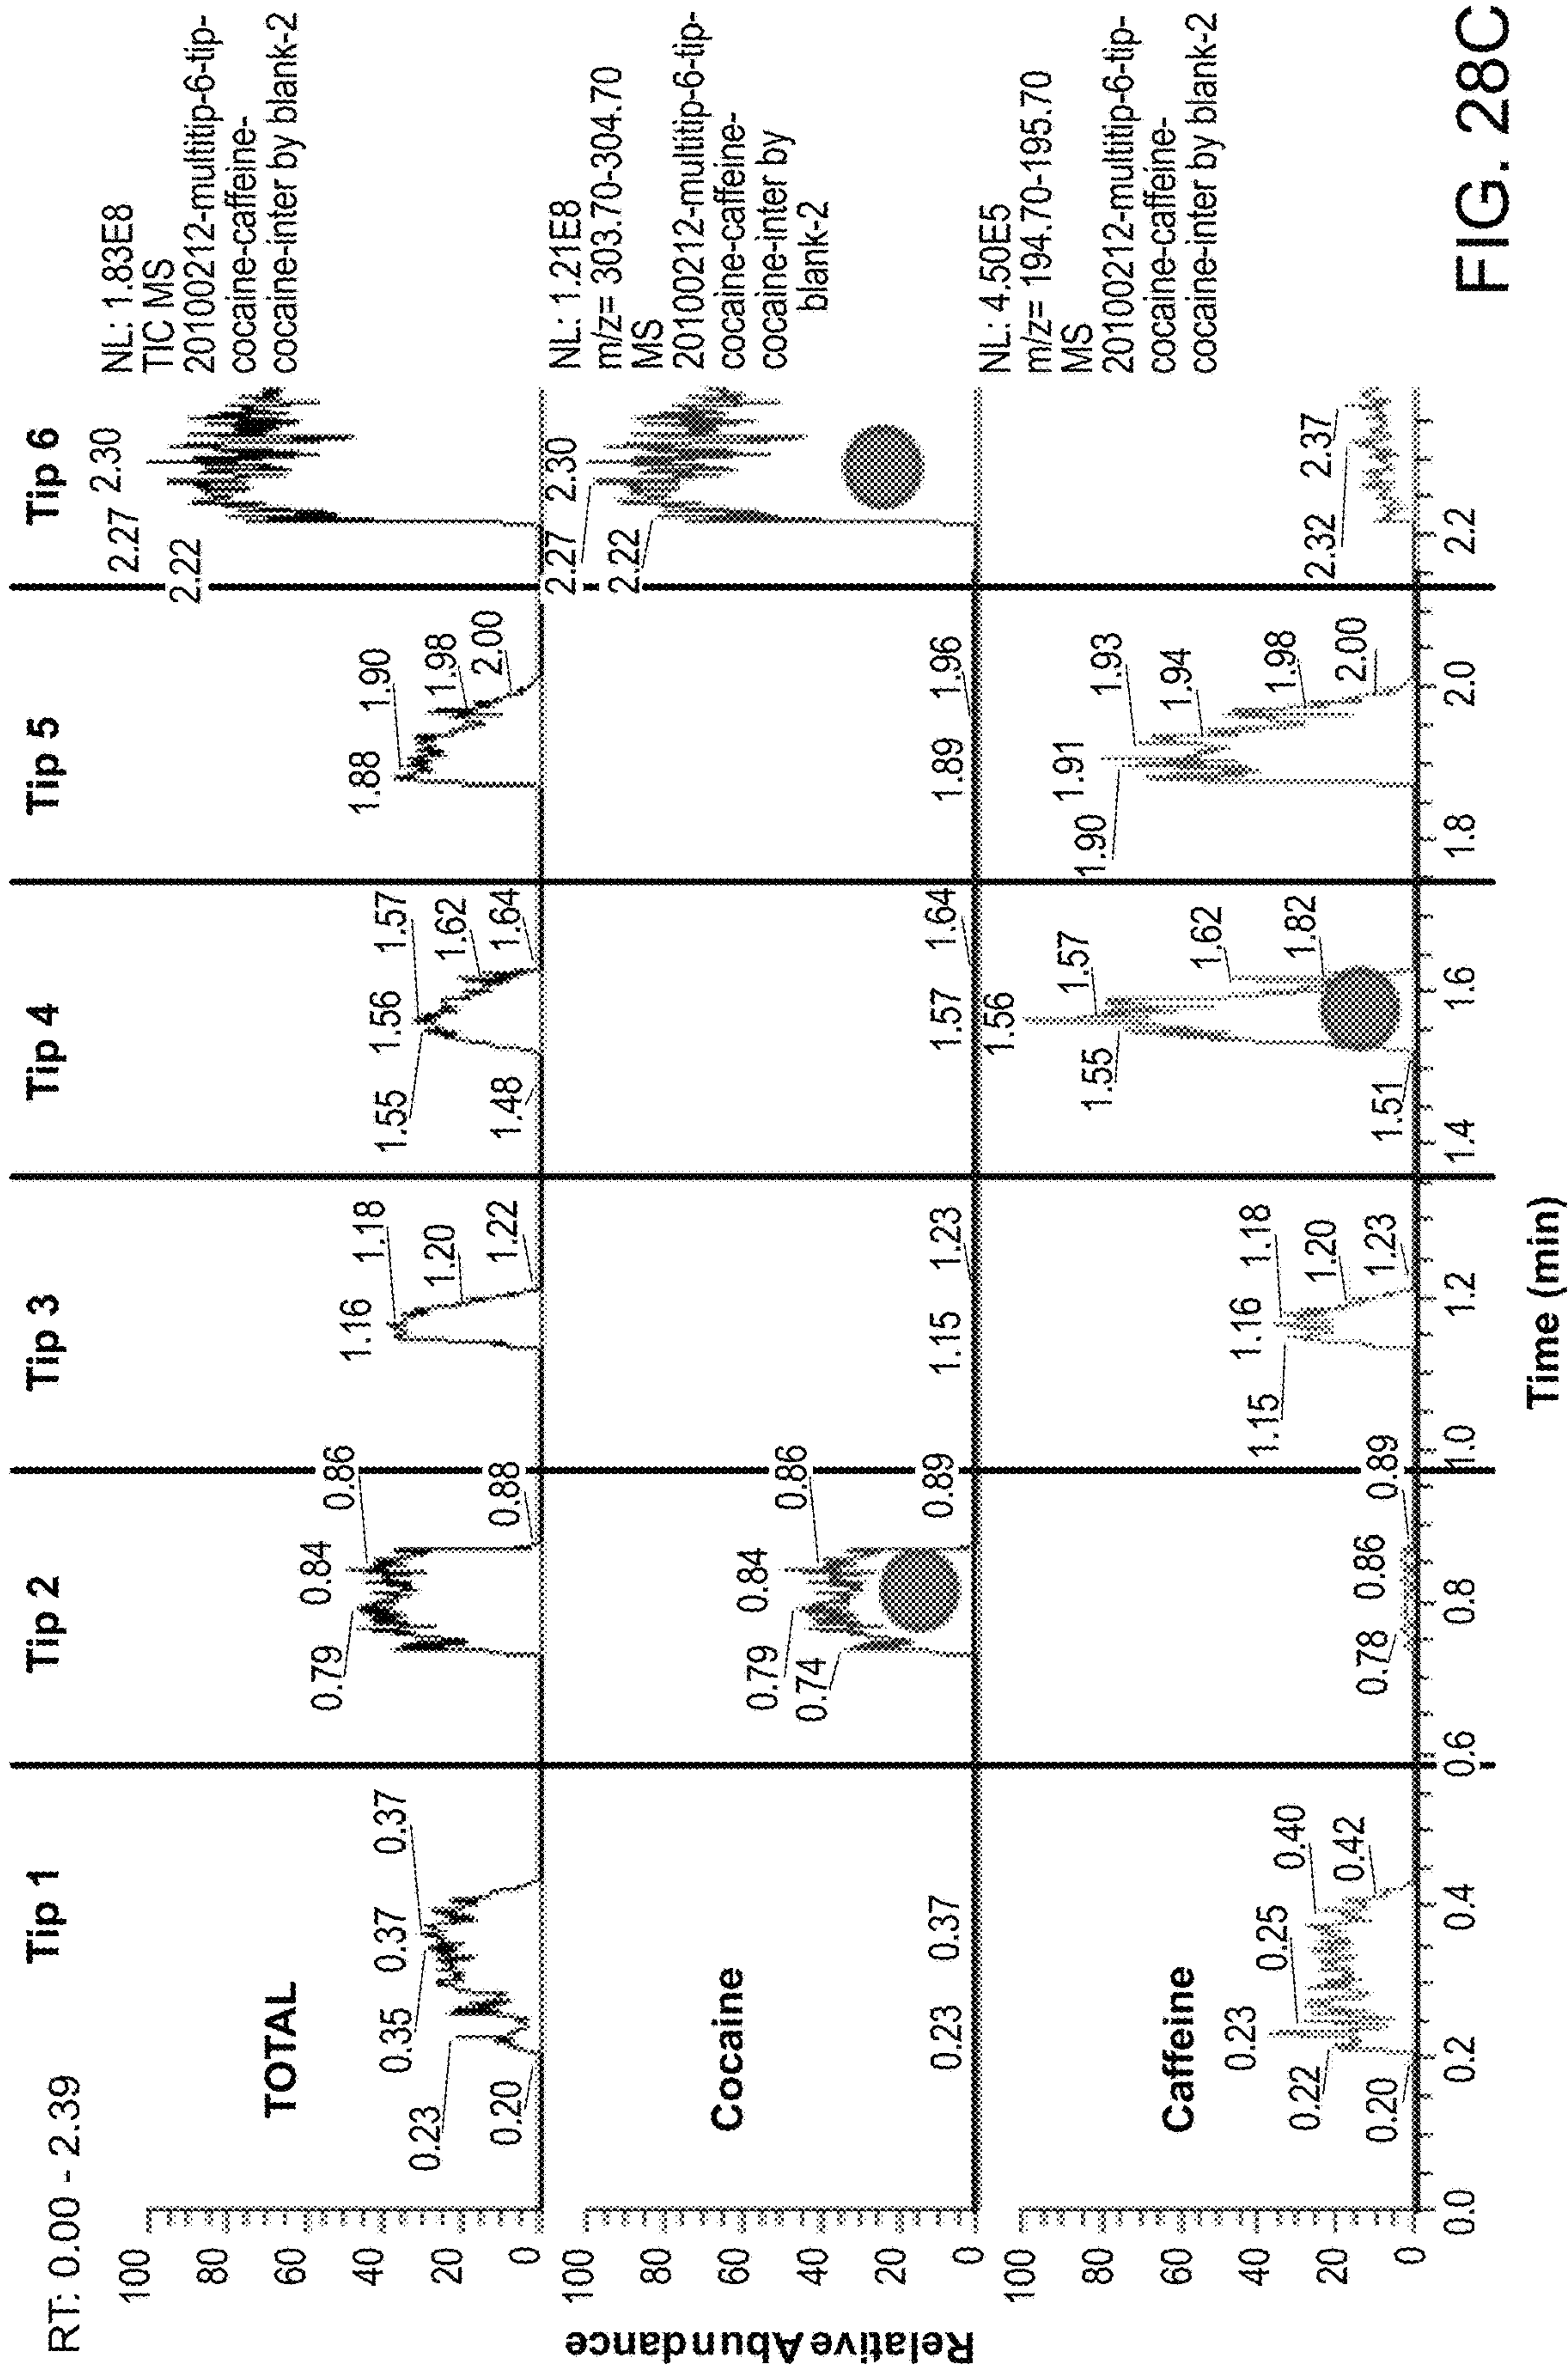 RT: 0.00 - 2.39
Tip 1
Tip 2
Tip 3
Tip 4
Tip 5
Tip 6
Relative Abundance
TOTAL
100
80
60
40
20
0
0.20
0.23
0.35
0.37
0.37
0.79
0.84
0.86
0.88
1.16
1.18
1.20
1.22
1.48
1.55
1.56
1.57
1.62
1.64
1.88
1.90
1.98
2.00
2.22
2.27
2.30
NL: 1.83E8
TIC MS
20100212-multitip-6-tip-
cocaine-caffeine-
cocaine-inter by blank-2
Cocaine
100
80
60
40
20
0
0.23
0.37
0.74
0.79
0.84
0.86
0.89
1.15
1.23
1.57
1.64
1.89
1.96
2.22
2.27
2.30
NL: 1.21E8
m/z= 303.70-304.70
MS
20100212-multitip-6-tip-
cocaine-caffeine-
cocaine-inter by
blank-2
Caffeine
100
80
60
40
20
0
0.20
0.22
0.23
0.25
0.40
0.42
0.78
0.86
0.89
1.15
1.16
1.18
1.20
1.23
1.51
1.55
1.56
1.57
1.62
1.82
1.90
1.91
1.93
1.94
1.98
2.00
2.32
2.37
NL: 4.50E5
m/z= 194.70-195.70
MS
20100212-multitip-6-tip-
cocaine-caffeine-
cocaine-inter by blank-2
0.0 0.2 0.4 0.6 0.8 1.0 1.2 1.4 1.6 1.8 2.0 2.2
Time (min)
FIG. 28C